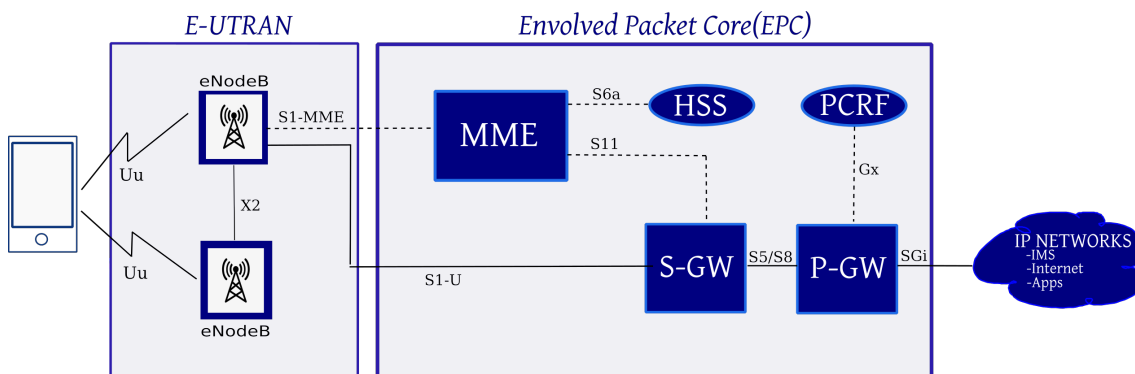 E-UTRAN
Envolved Packet Core(EPC)
eNodeB
S1-MME
MME
S6a
HSS
PCRF
S11
Gx
Uu
X2
Uu
eNodeB
S1-U
S-GW
S5/S8
P-GW
SGi
IP NETWORKS
-IMS
-Internet
-Apps